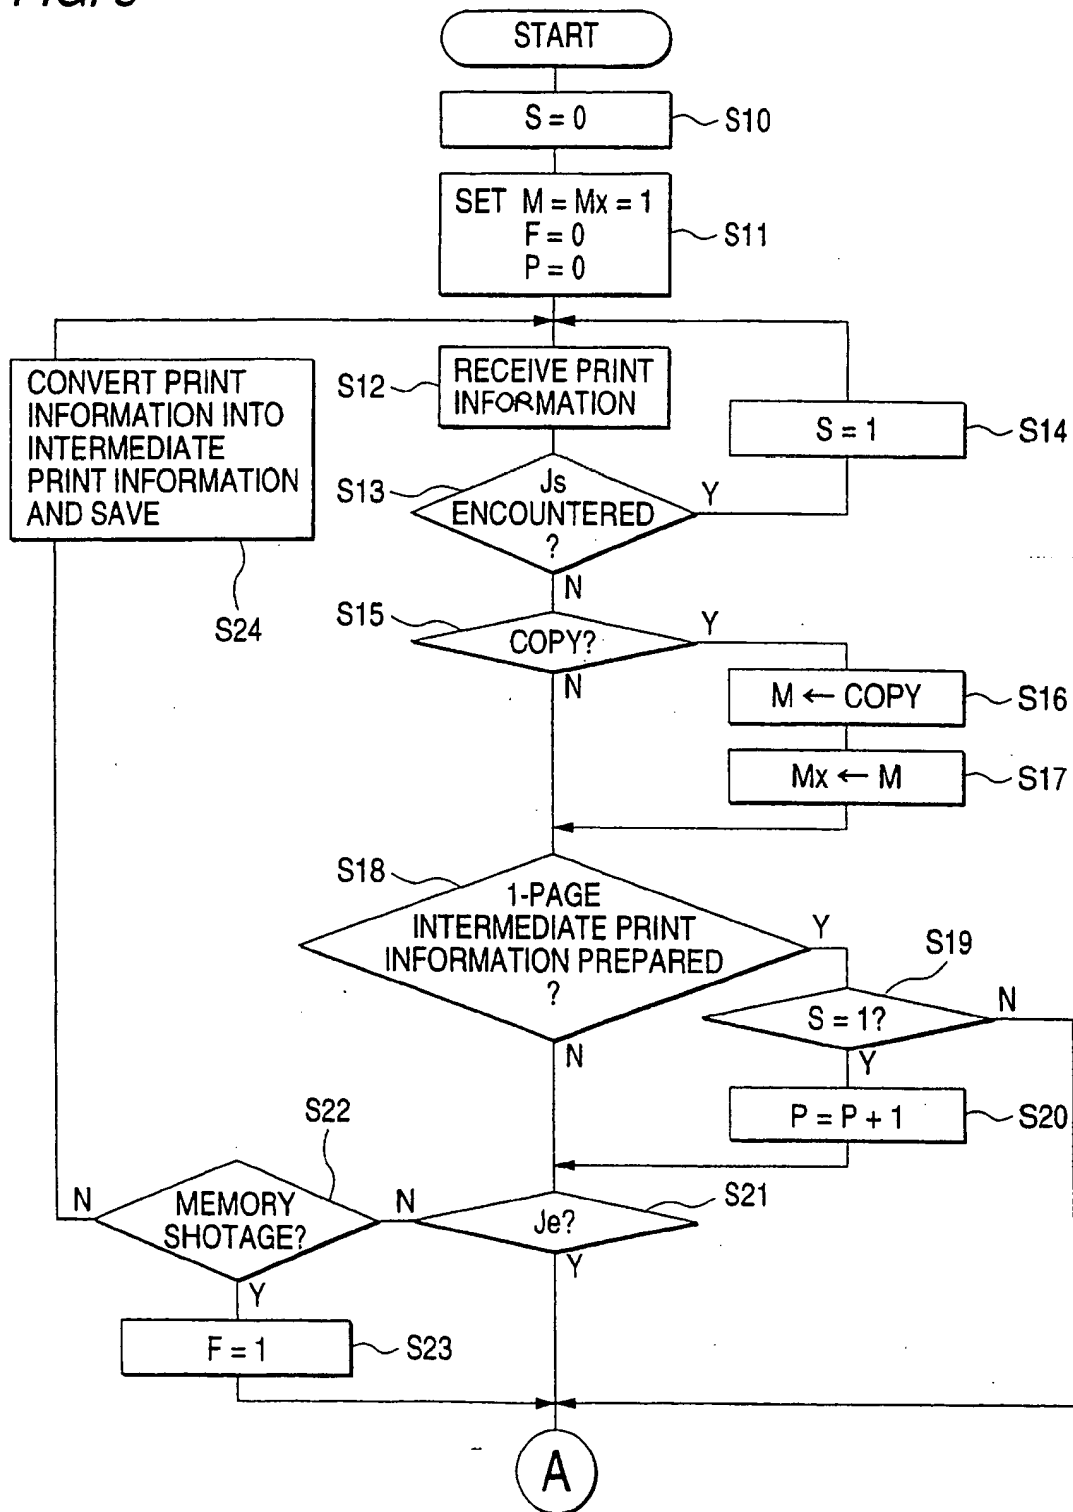 START
S = 0
S10
SET M = Mx = 1
F = 0
P = 0
S11
S12
RECEIVE PRINT
INFORMATION
CONVERT PRINT
INFORMATION INTO
INTERMEDIATE
PRINT INFORMATION
AND SAVE
S24
S = 1
S14
S13
Js
ENCOUNTERED
?
Y
N
S15
COPY?
Y
N
M ← COPY
S16
Mx ← M
S17
S18
1-PAGE
INTERMEDIATE PRINT
INFORMATION PREPARED
?
Y
N
S19
S = 1?
N
Y
P = P + 1
S20
S22
MEMORY
SHOTAGE?
N
Y
N
Je?
S21
Y
F = 1
S23
A